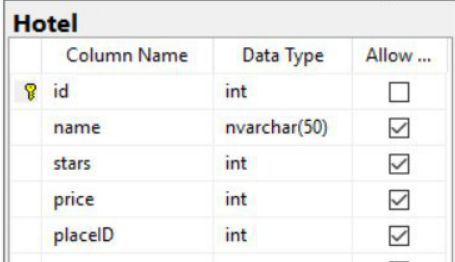 Hotel
Column Name Data Type Allow ...
id int
name nvarchar(50)
stars int
price int
placeID int